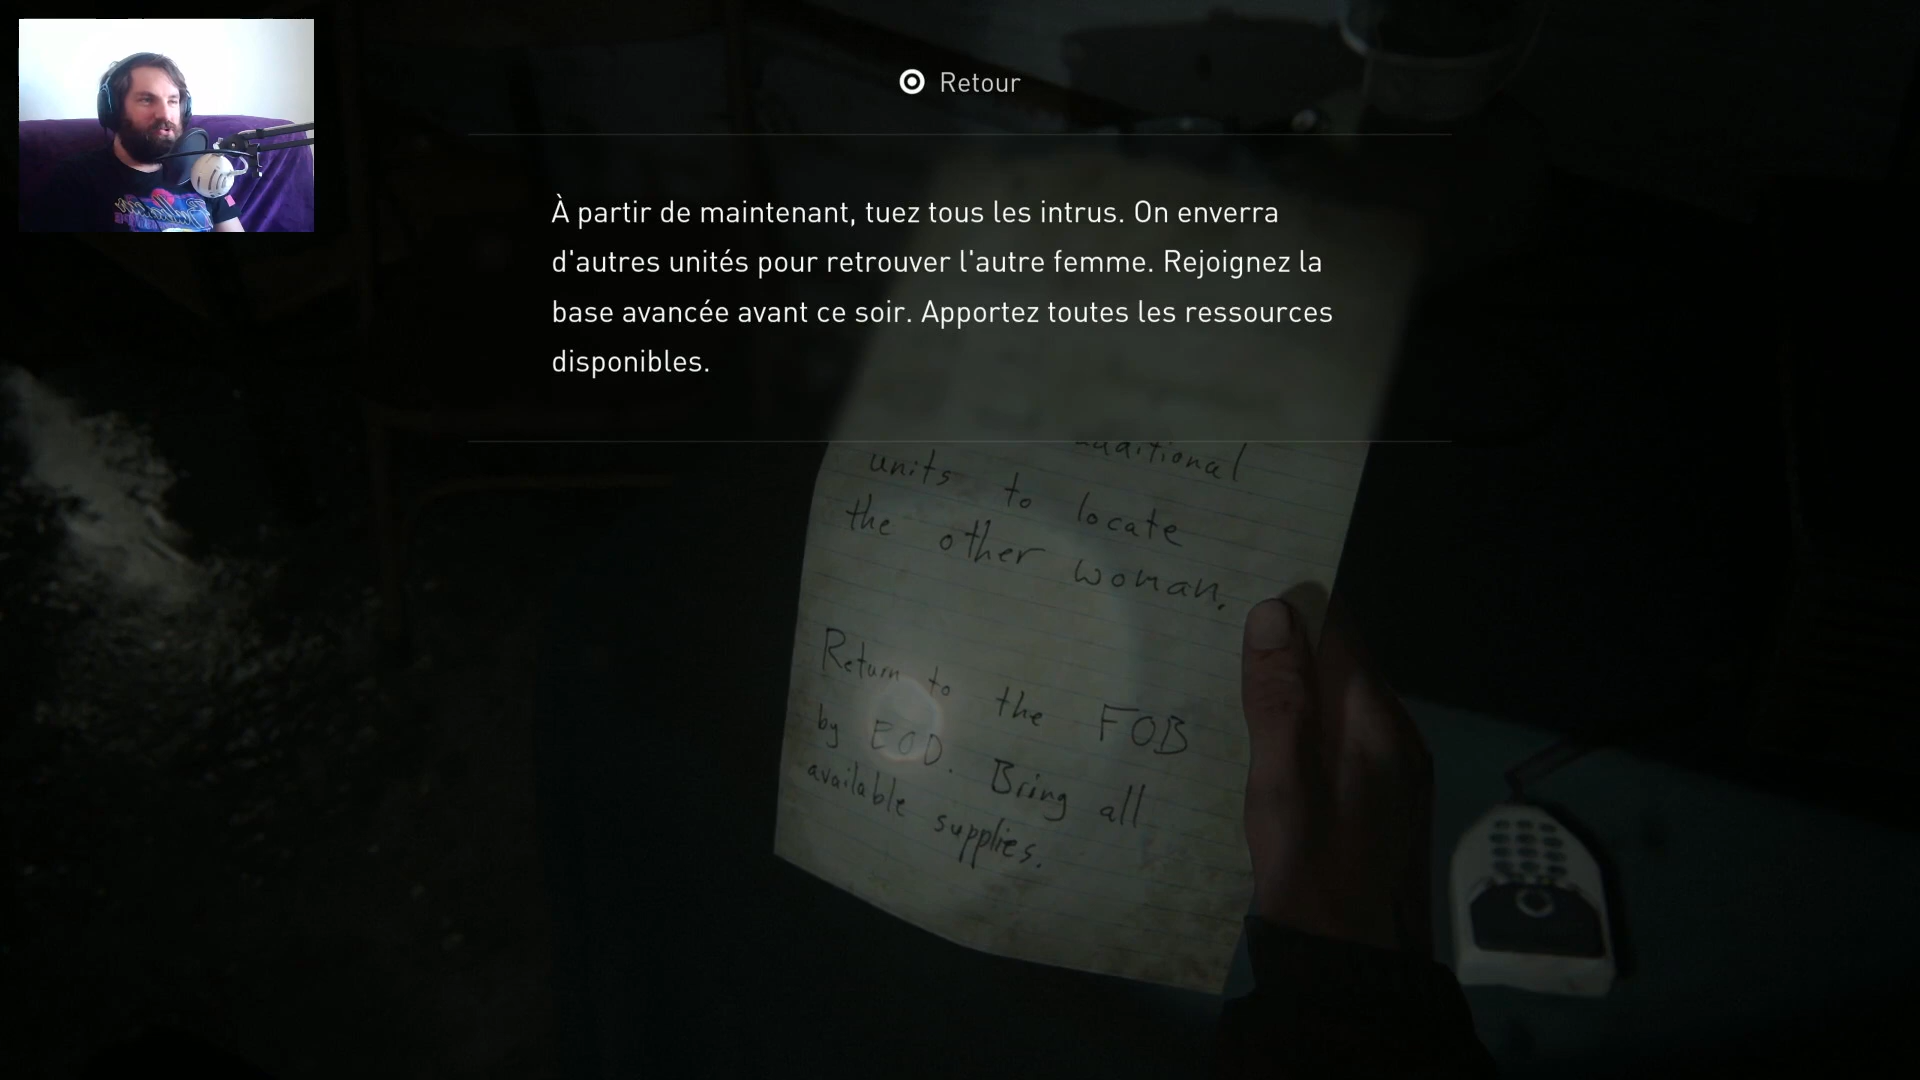 Retour
À partir de maintenant, tuez tous les intrus. On enverra
d'autres unités pour retrouver l'autre femme. Rejoignez la
base avancée avant ce soir. Apportez toutes les ressources
disponibles.
additional
units to locate
the other woman.
Return to the FOB
by EOD. Bring all
available supplies.